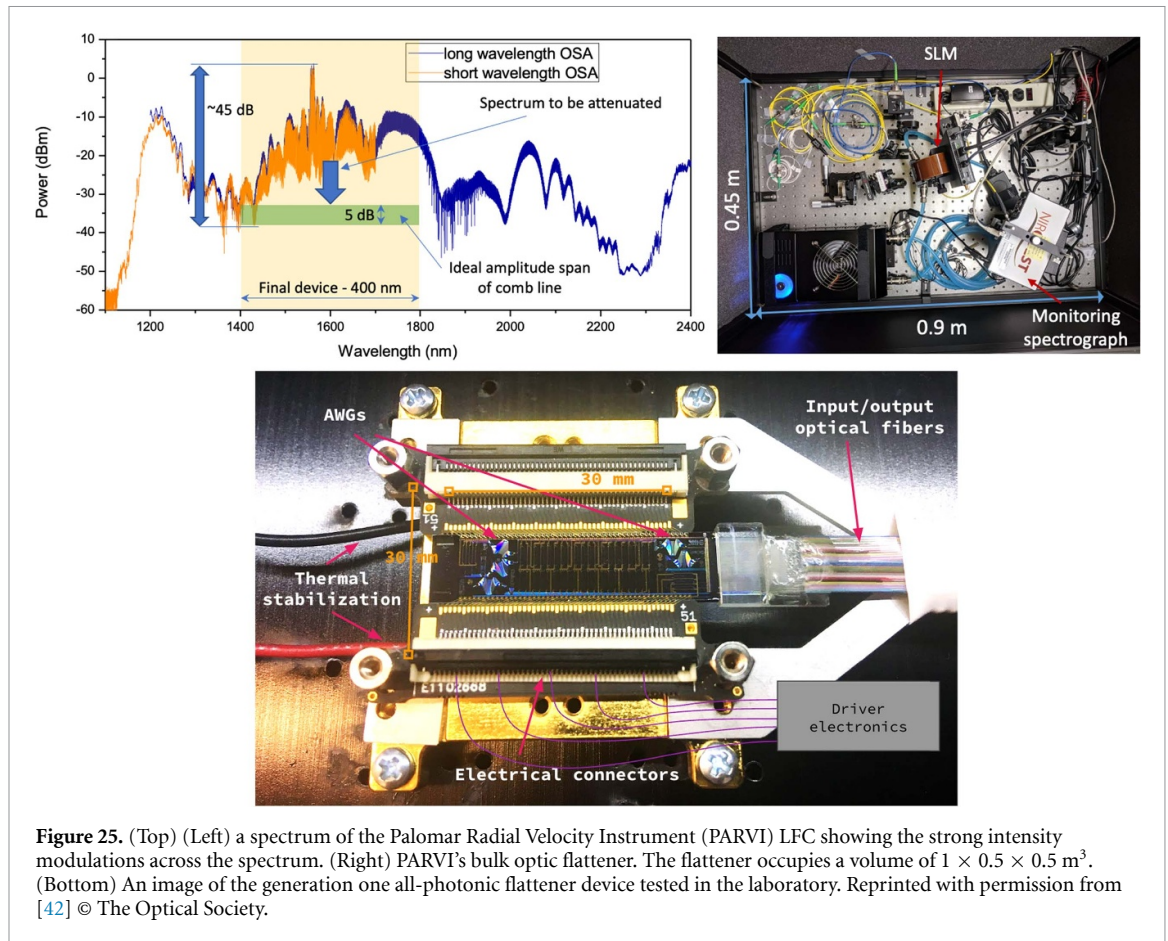 10
0
-10
-20
-30
-40
-50
-60
Power (dBm)
long wavelength OSA
short wavelength OSA
~45 dB
Spectrum to be attenuated
5 dB
Ideal amplitude span
of comb line
Final device - 400 nm
1200
1400
1600
1800
2000
2200
2400
Wavelength (nm)
SLM
0.45 m
0.9 m
Monitoring
spectrograph
AWGs
Input/output
optical fibers
30 mm
51
30 mm
Thermal
stabilization
51
E1102668
Driver
electronics
Electrical connectors
Figure 25. (Top) (Left) a spectrum of the Palomar Radial Velocity Instrument (PARVI) LFC showing the strong intensity
modulations across the spectrum. (Right) PARVI's bulk optic flattener. The flattener occupies a volume of 1 × 0.5 × 0.5 m³.
(Bottom) An image of the generation one all-photonic flattener device tested in the laboratory. Reprinted with permission from
[42] © The Optical Society.